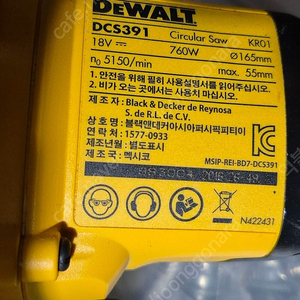 DEWALT
DCS391 Circular Saw KR01
18V⎓ 760W Ø165mm
n₀ 5150/min max. 55mm
1. 안전을 위해 필히 사용설명서를 읽어주십시오.
2. 비가 오는 곳에서는 사용치 마십시오.
제조자 : Black & Decker de Reynosa
S. de R.L. de C.V.
상호명 : 블랙앤데커아시아퍼시픽피티이
연락처 : 1577-0933
제조년월 : 별도표시
제조국 : 멕시코
MSIP-REI-BD7-DCS391
N422431